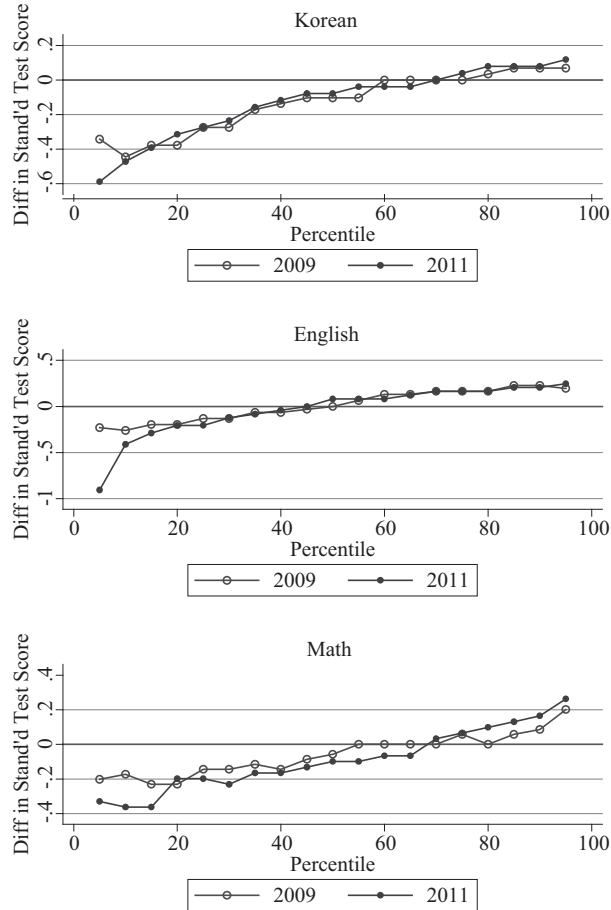 Korean
Diff in Stand'd Test Score
.2
0
-.2
-.4
-.6
0 20 40 60 80 100
Percentile
2009 2011
English
Diff in Stand'd Test Score
.5
0
-.5
-1
0 20 40 60 80 100
Percentile
2009 2011
Math
Diff in Stand'd Test Score
.4
.2
0
-.2
-.4
0 20 40 60 80 100
Percentile
2009 2011